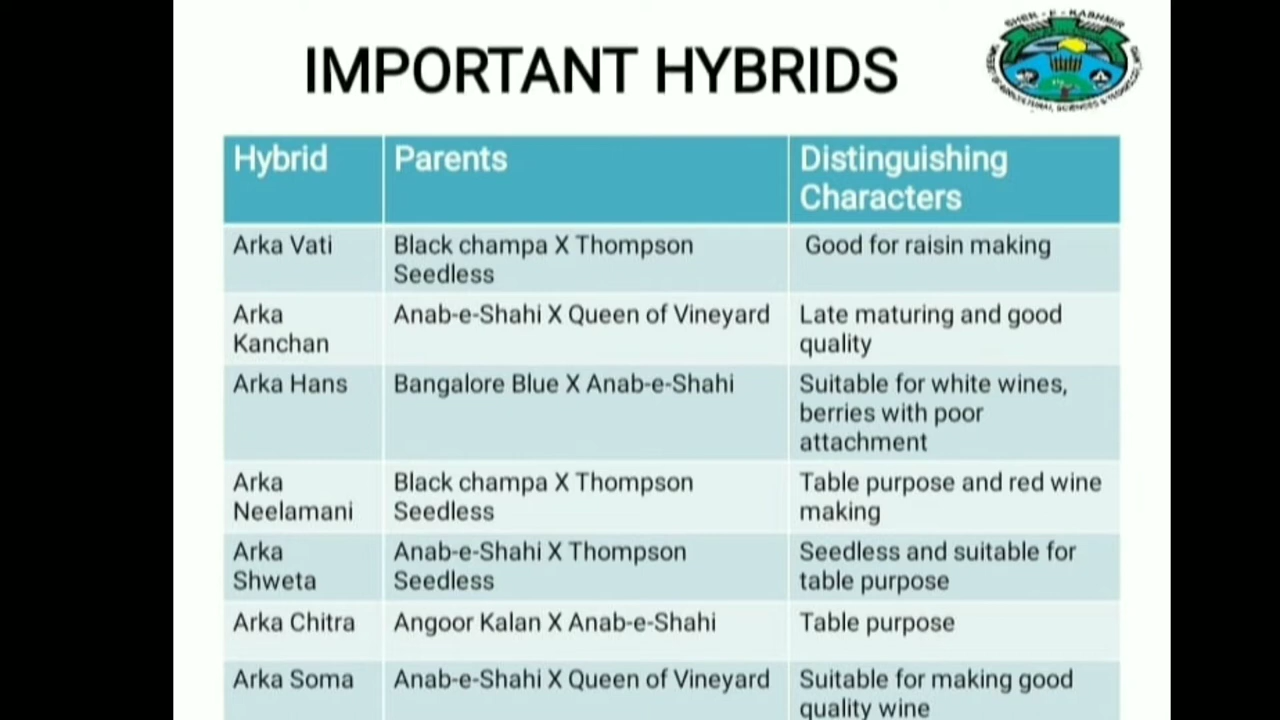 IMPORTANT HYBRIDS
SHER-E-KASHMIR
Hybrid
Parents
Distinguishing
Characters
Arka Vati
Black champa X Thompson
Seedless
Good for raisin making
Arka
Kanchan
Anab-e-Shahi X Queen of Vineyard
Late maturing and good
quality
Arka Hans
Bangalore Blue X Anab-e-Shahi
Suitable for white wines,
berries with poor
attachment
Arka
Neelamani
Black champa X Thompson
Seedless
Table purpose and red wine
making
Arka
Shweta
Anab-e-Shahi X Thompson
Seedless
Seedless and suitable for
table purpose
Arka Chitra
Angoor Kalan X Anab-e-Shahi
Table purpose
Arka Soma
Anab-e-Shahi X Queen of Vineyard
Suitable for making good
quality wine